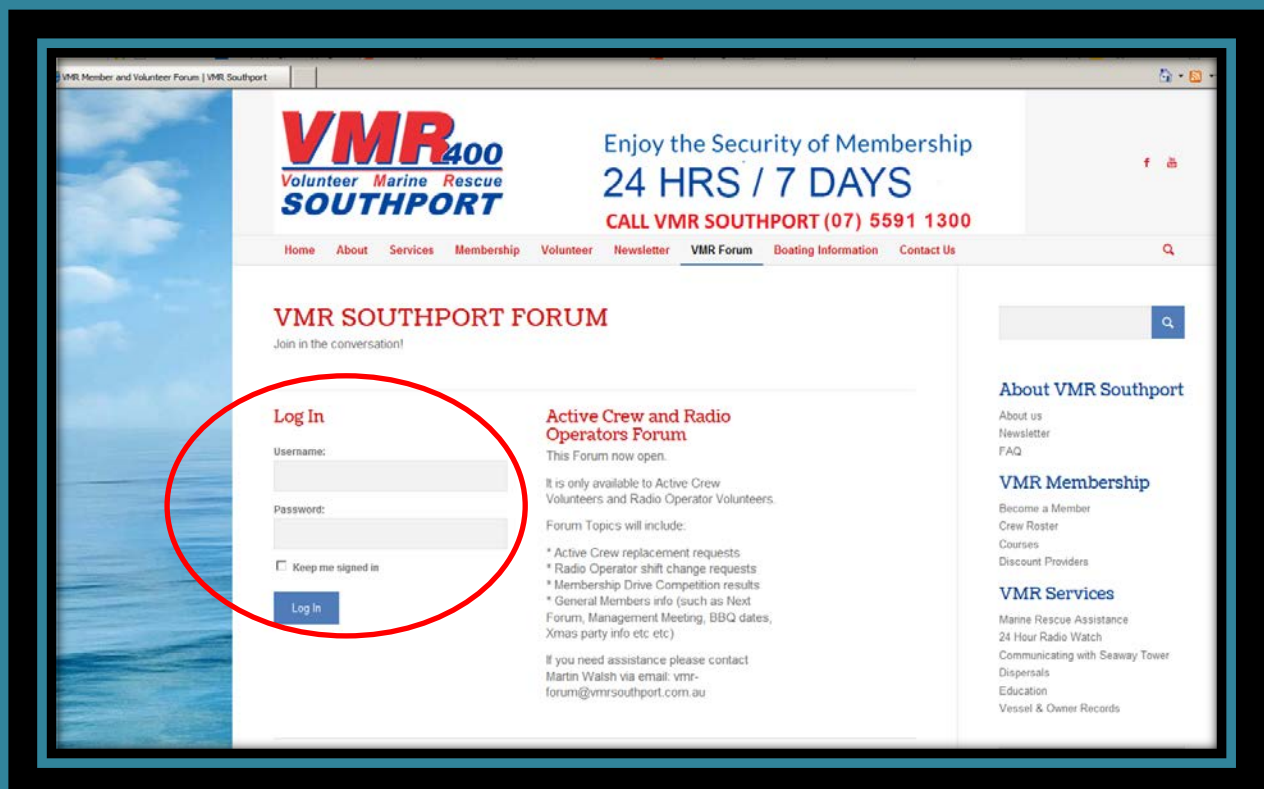 VMR Member and Volunteer Forum | VMR Southport
VMR400
Volunteer Marine Rescue
SOUTHPORT
Enjoy the Security of Membership
24 HRS / 7 DAYS
CALL VMR SOUTHPORT (07) 5591 1300
Home About Services Membership Volunteer Newsletter VMR Forum Boating Information Contact Us
VMR SOUTHPORT FORUM
Join in the conversation!
Log In
Username:
Password:
Keep me signed in
Log In
Active Crew and Radio
Operators Forum
This Forum now open.
It is only available to Active Crew
Volunteers and Radio Operator Volunteers.
Forum Topics will include:
* Active Crew replacement requests
* Radio Operator shift change requests
* Membership Drive Competition results
* General Members info (such as Next
Forum, Management Meeting, BBQ dates,
Xmas party info etc etc)
If you need assistance please contact
Martin Walsh via email: vmr-
forum@vmrsouthport.com.au
About VMR Southport
About us
Newsletter
FAQ
VMR Membership
Become a Member
Crew Roster
Courses
Discount Providers
VMR Services
Marine Rescue Assistance
24 Hour Radio Watch
Communicating with Seaway Tower
Dispersals
Education
Vessel & Owner Records